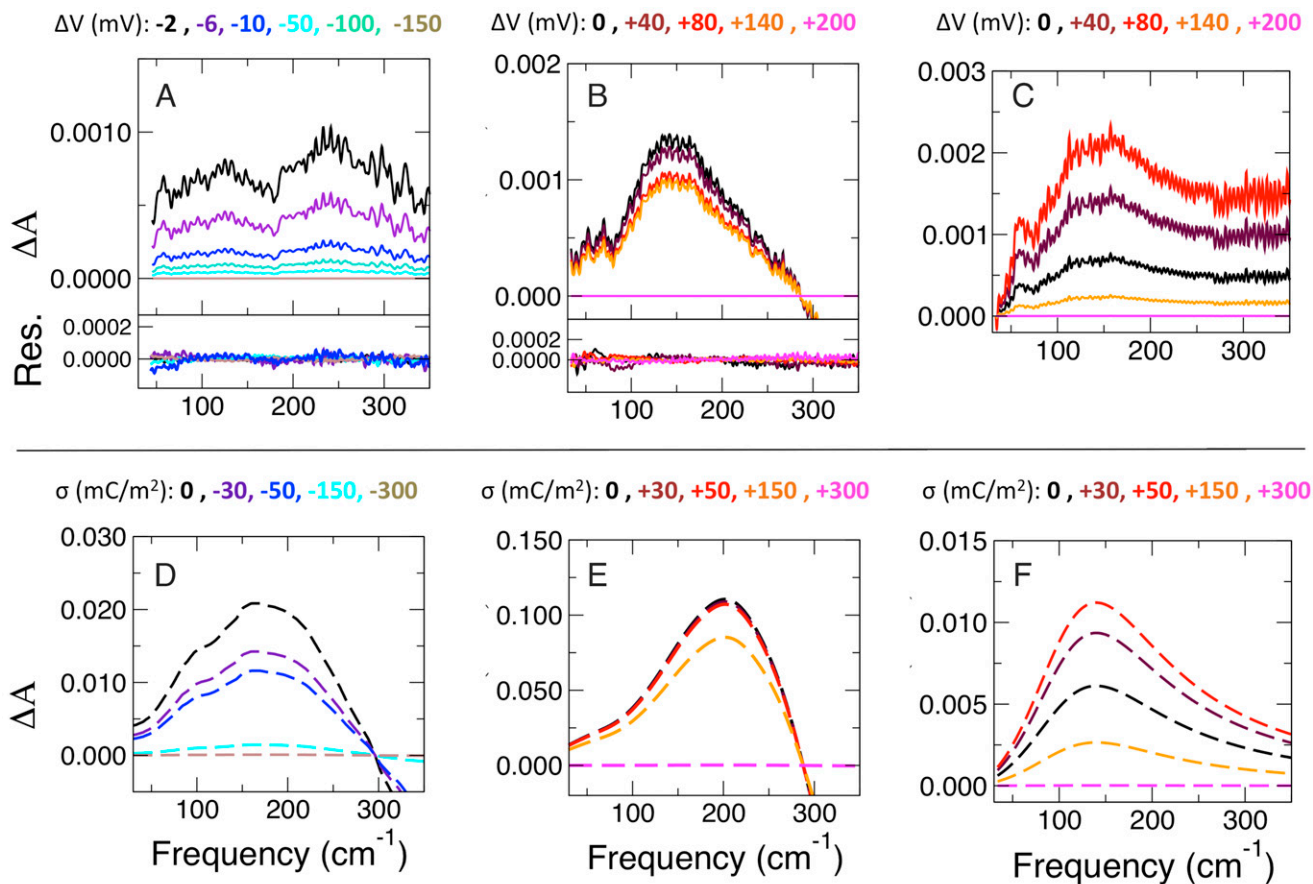 ΔV (mV): -2 , -6, -10, -50, -100, -150
ΔV (mV): 0 , +40, +80, +140 , +200
ΔV (mV): 0 , +40, +80, +140 , +200
A
0.0010
0.0000
ΔA
0.0002
0.0000
Res.
100 200 300
B
0.002
0.001
0.000
0.0002
0.0000
100 200 300
C
0.003
0.002
0.001
0.000
100 200 300
σ (mC/m²): 0 , -30, -50, -150, -300
σ (mC/m²): 0 , +30, +50, +150, +300
σ (mC/m²): 0 , +30, +50, +150 , +300
D
0.030
0.020
0.010
0.000
ΔA
100 200 300
Frequency (cm⁻¹)
E
0.150
0.100
0.050
0.000
100 200 300
Frequency (cm⁻¹)
F
0.015
0.010
0.005
0.000
100 200 300
Frequency (cm⁻¹)